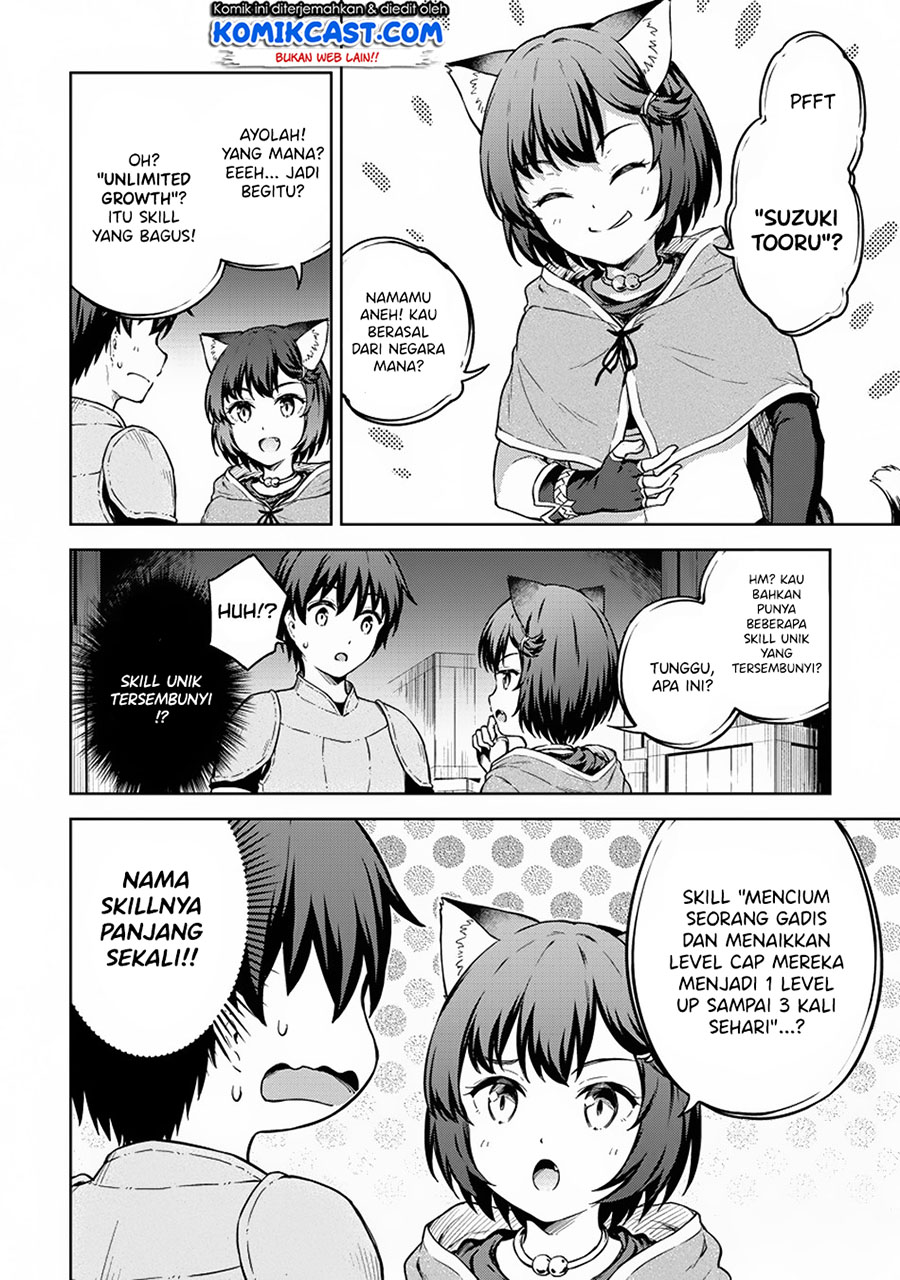 Komik ini diterjemahkan & diedit oleh
KOMIKCAST.COM
BUKAN WEB LAIN!!
PFFT
"SUZUKI
TOORU"?
NAMAMU
ANEH! KAU
BERASAL
DARI NEGARA
MANA?
AYOLAH!
YANG MANA?
EEEH... JADI
BEGITU?
OH?
"UNLIMITED
GROWTH"?
ITU SKILL
YANG BAGUS!
HM? KAU
BAHKAN
PUNYA
BEBERAPA
SKILL UNIK
YANG
TERSEMBUNYI?
TUNGGU,
APA INI?
HUH!?
SKILL UNIK
TERSEMBUNYI
!?
SKILL "MENCIUM
SEORANG GADIS
DAN MENAIKKAN
LEVEL CAP MEREKA
MENJADI 1 LEVEL
UP SAMPAI 3 KALI
SEHARI"...?
NAMA
SKILLNYA
PANJANG
SEKALI!!